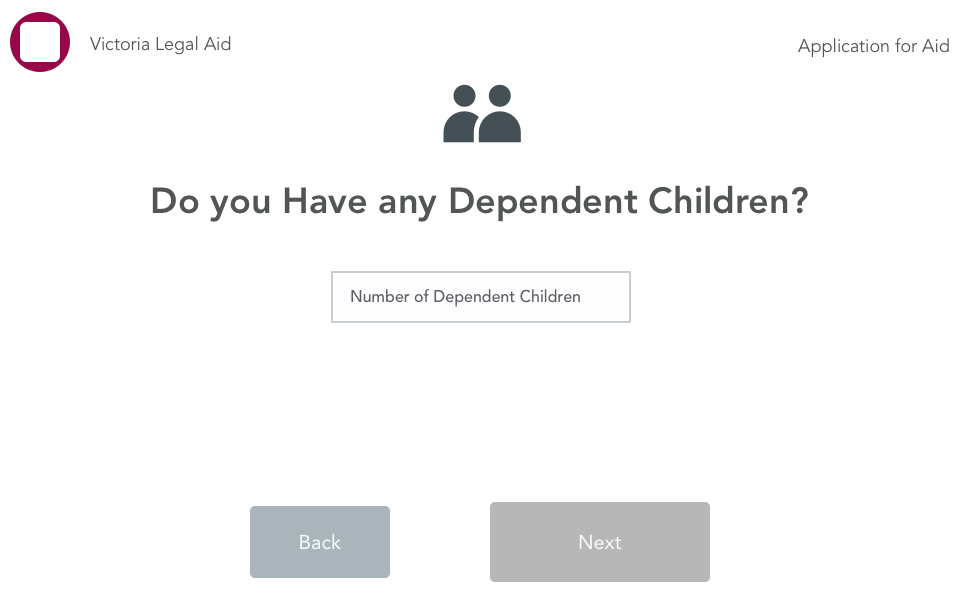 Victoria Legal Aid
Application for Aid
Do you Have any Dependent Children?
Number of Dependent Children
Back
Next